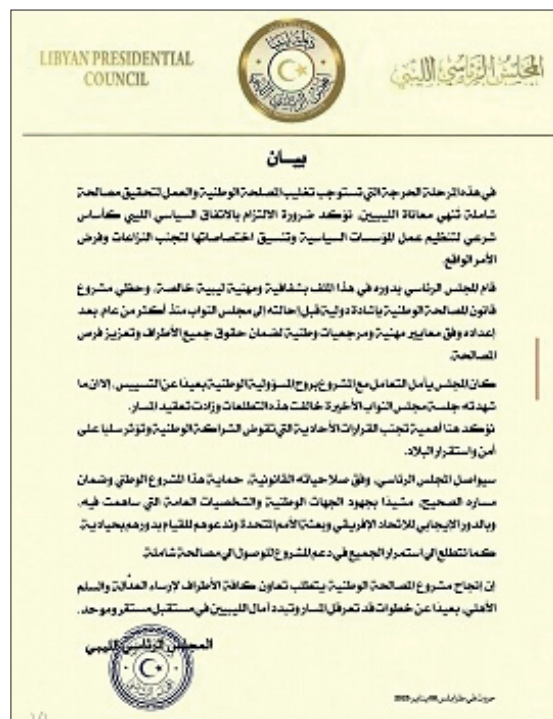 LIBYAN PRESIDENTIAL
COUNCIL
المجلس الرئاسي الليبي
بيان
في هذه المرحلة الحرجة التي تستوجب تغليب المصلحة الوطنية والعمل لتحقيق مصالحة
شاملة تنهي معاناة الليبيين، نؤكد ضرورة الالتزام بالاتفاق السياسي الليبي كأساس
شرعي لتنظيم عمل المؤسسات السياسية وتنسيق اختصاصاتها لتجنب النزاعات وفرض
الأمر الواقع.
قام المجلس الرئاسي بدوره في هذا الملف بشفافية ومهنية ليبية خالصة، وحظي مشروع
قانون المصالحة الوطنية بإشادة دولية قبل إحالته إلى مجلس النواب منذ أكثر من عام، بعد
إعداده وفق معايير مهنية ومرجعيات وطنية لضمان حقوق جميع الأطراف وتعزيز فرص
المصالحة.
كان المجلس يأمل التعامل مع المشروع بروح المسؤولية الوطنية بعيدًا عن التسييس، إلا ان ما
شهدته جلسة مجلس النواب الأخيرة خالفت هذه التطلعات وزادت تعقيد المسار.
نؤكد هنا أهمية تجنب القرارات الأحادية التي تقوض الشراكة الوطنية وتؤثر سلبا على
أمن واستقرار البلاد.
سيواصل المجلس الرئاسي، وفق صلاحياته القانونية، حماية هذا المشروع الوطني وضمان
مساره الصحيح، مشيدًا بجهود الجهات الوطنية والشخصيات العامة التي ساهمت فيه،
وبالدور الإيجابي للاتحاد الإفريقي وبعثة الأمم المتحدة وندعوهم للقيام بدورهم بحيادية،
كما نتطلع الى استمرار الجميع في دعم المشروع للوصول الى مصالحة شاملة.
إن إنجاح مشروع المصالحة الوطنية يتطلب تعاون كافة الأطراف لإرساء العدالة والسلم
الأهلي، بعيدًا عن خطوات قد تعرقل المسار وتبدد آمال الليبيين في مستقبل مستقر وموحد.
المجلس الرئاسي الليبي